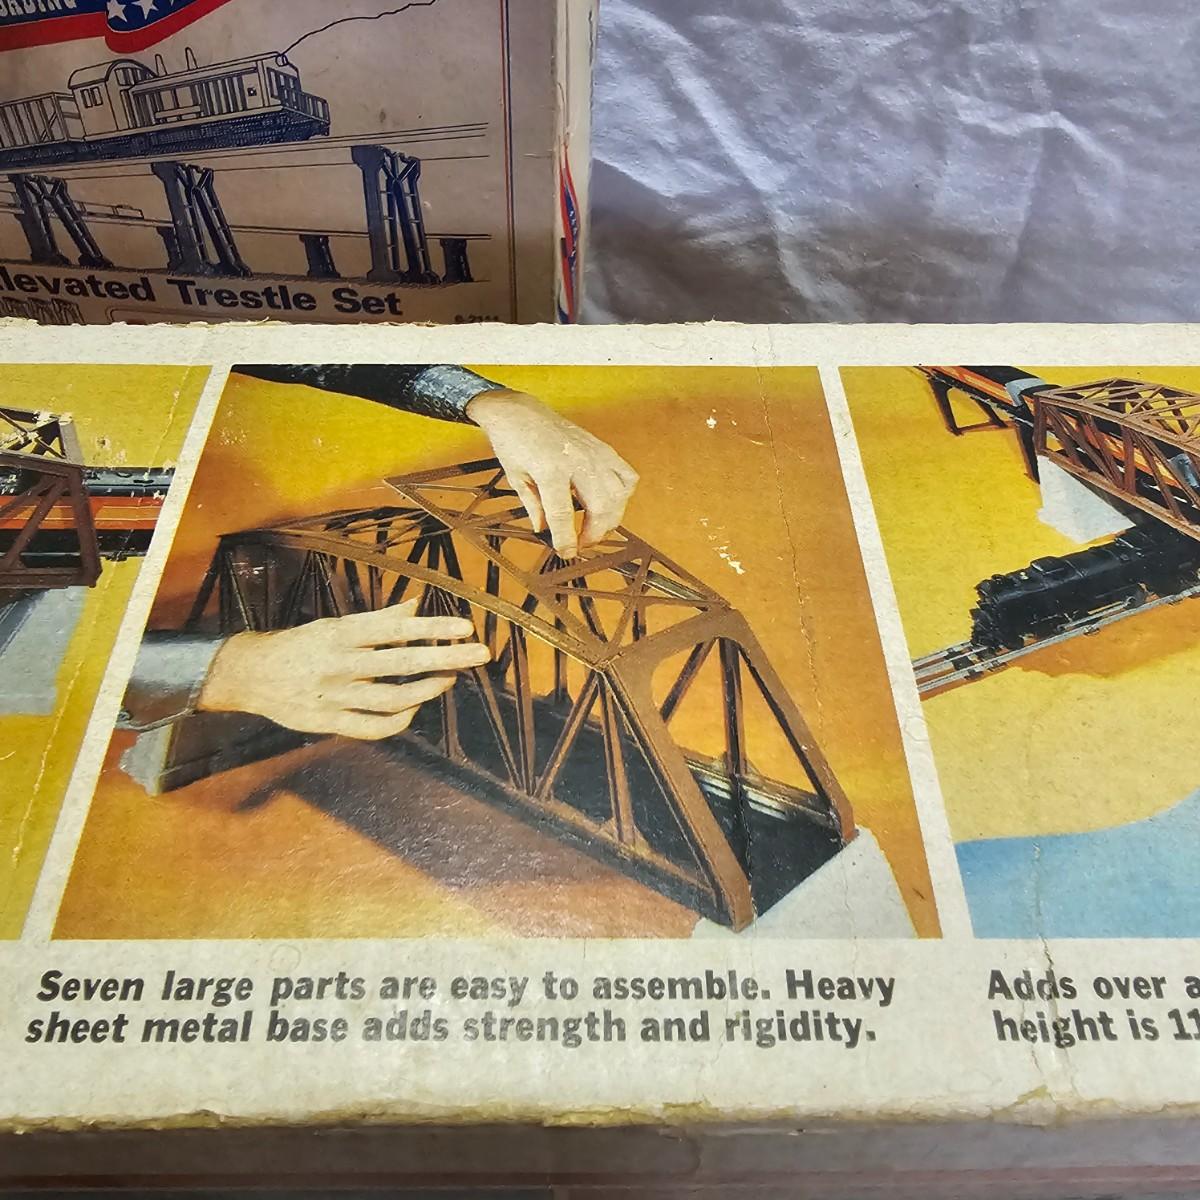 Trestle Set
Seven large parts are easy to assemble. Heavy
sheet metal base adds strength and rigidity.
Adds over
height is 11